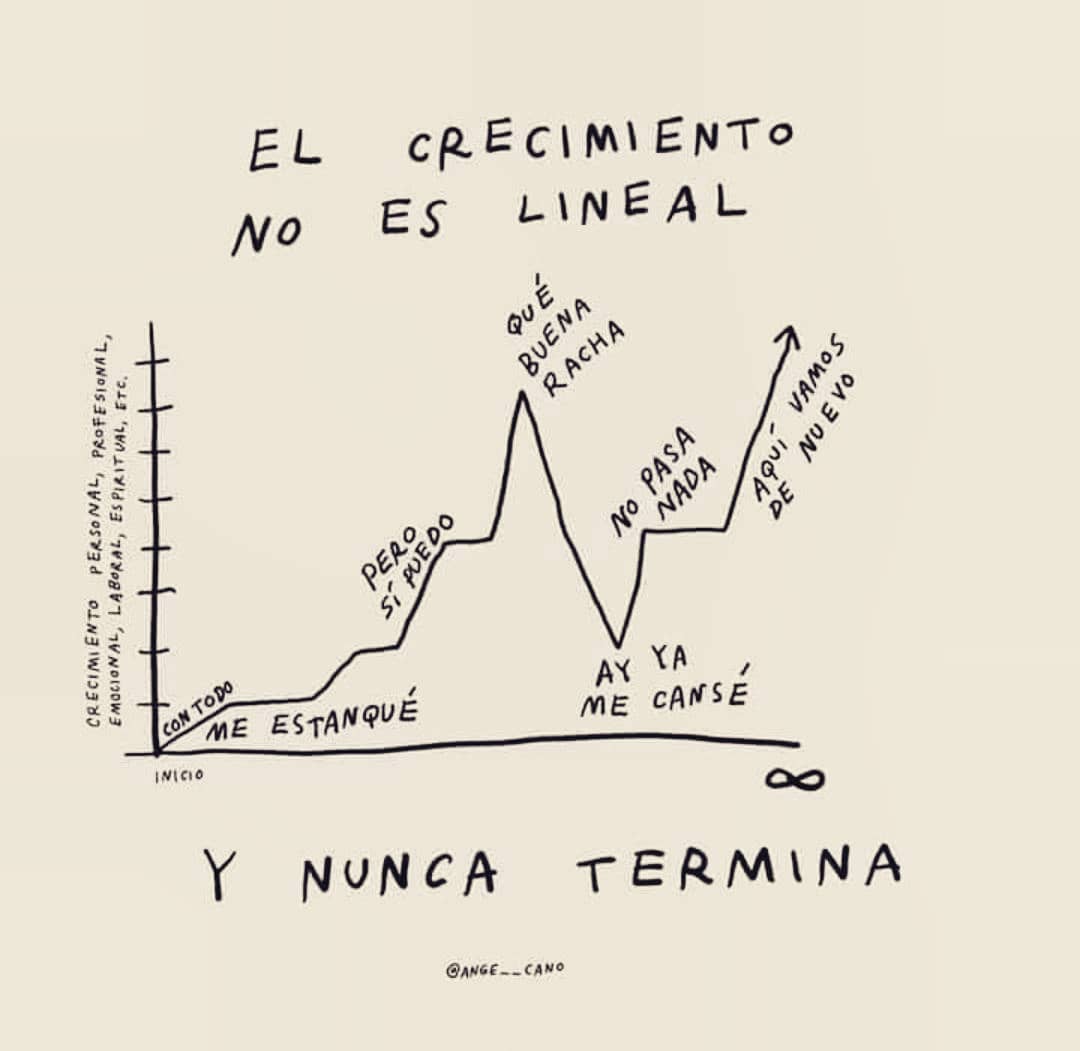 EL CRECIMIENTO
NO ES LINEAL
CRECIMIENTO PERSONAL, PROFESIONAL,
EMOCIONAL, LABORAL, ESPIRITUAL, ETC.
CON TODO
ME ESTANQUÉ
PERO
SÍ PUEDO
QUÉ
BUENA
RACHA
AY YA
ME CANSÉ
NO PASA
NADA
AQUÍ VAMOS
DE NUEVO
INICIO
∞
Y NUNCA TERMINA
@ANGE__CANO